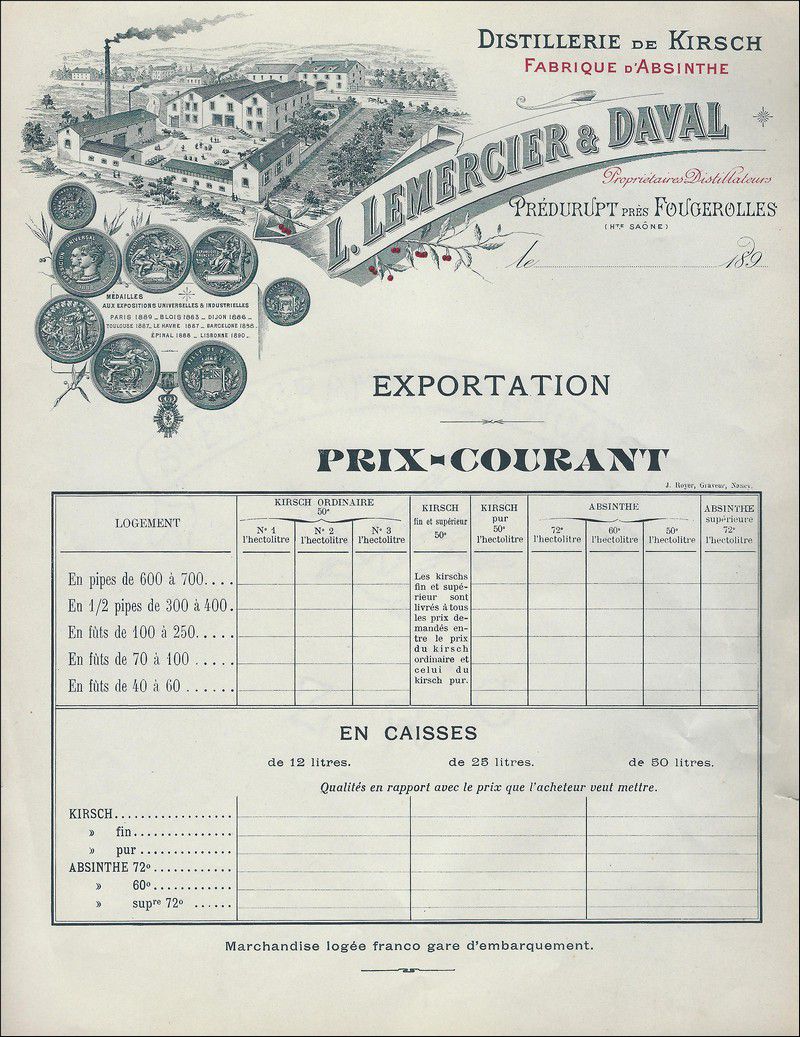 DISTILLERIE DE KIRSCH
FABRIQUE D'ABSINTHE
L. LEMERCIER & DAVAL
Propriétaires Distillateurs
PRÉDURUPT PRÈS FOUGEROLLES
(HTE SAÔNE)
le 189
MÉDAILLES
AUX EXPOSITIONS UNIVERSELLES & INDUSTRIELLES
PARIS 1889 _ BLOIS 1883 _ DIJON 1886 _
TOULOUSE 1887 _ LE HAVRE 1887 _ BARCELONE 1888 _
ÉPINAL 1888 _ LISBONNE 1890 _
EXPORTATION
PRIX-COURANT
J. Royer, Graveur, Nancy.
LOGEMENT
KIRSCH ORDINAIRE
50°
N° 1
l'hectolitre
N° 2
l'hectolitre
N° 3
l'hectolitre
KIRSCH
fin et supérieur
50°
KIRSCH
pur
50°
l'hectolitre
ABSINTHE
72°
l'hectolitre
60°
l'hectolitre
50°
l'hectolitre
ABSINTHE
supérieure
72°
l'hectolitre
En pipes de 600 à 700....
En 1/2 pipes de 300 à 400.
En fûts de 100 à 250.....
En fûts de 70 à 100 .....
En fûts de 40 à 60 ......
Les kirschs
fin et supé-
rieur sont
livrés à tous
les prix de-
mandés en-
tre le prix
du kirsch
ordinaire et
celui du
kirsch pur.
EN CAISSES
de 12 litres. de 25 litres. de 50 litres.
Qualités en rapport avec le prix que l'acheteur veut mettre.
KIRSCH..................
» fin...............
» pur ..............
ABSINTHE 72o............
» 60o............
» supre 72o ......
Marchandise logée franco gare d'embarquement.